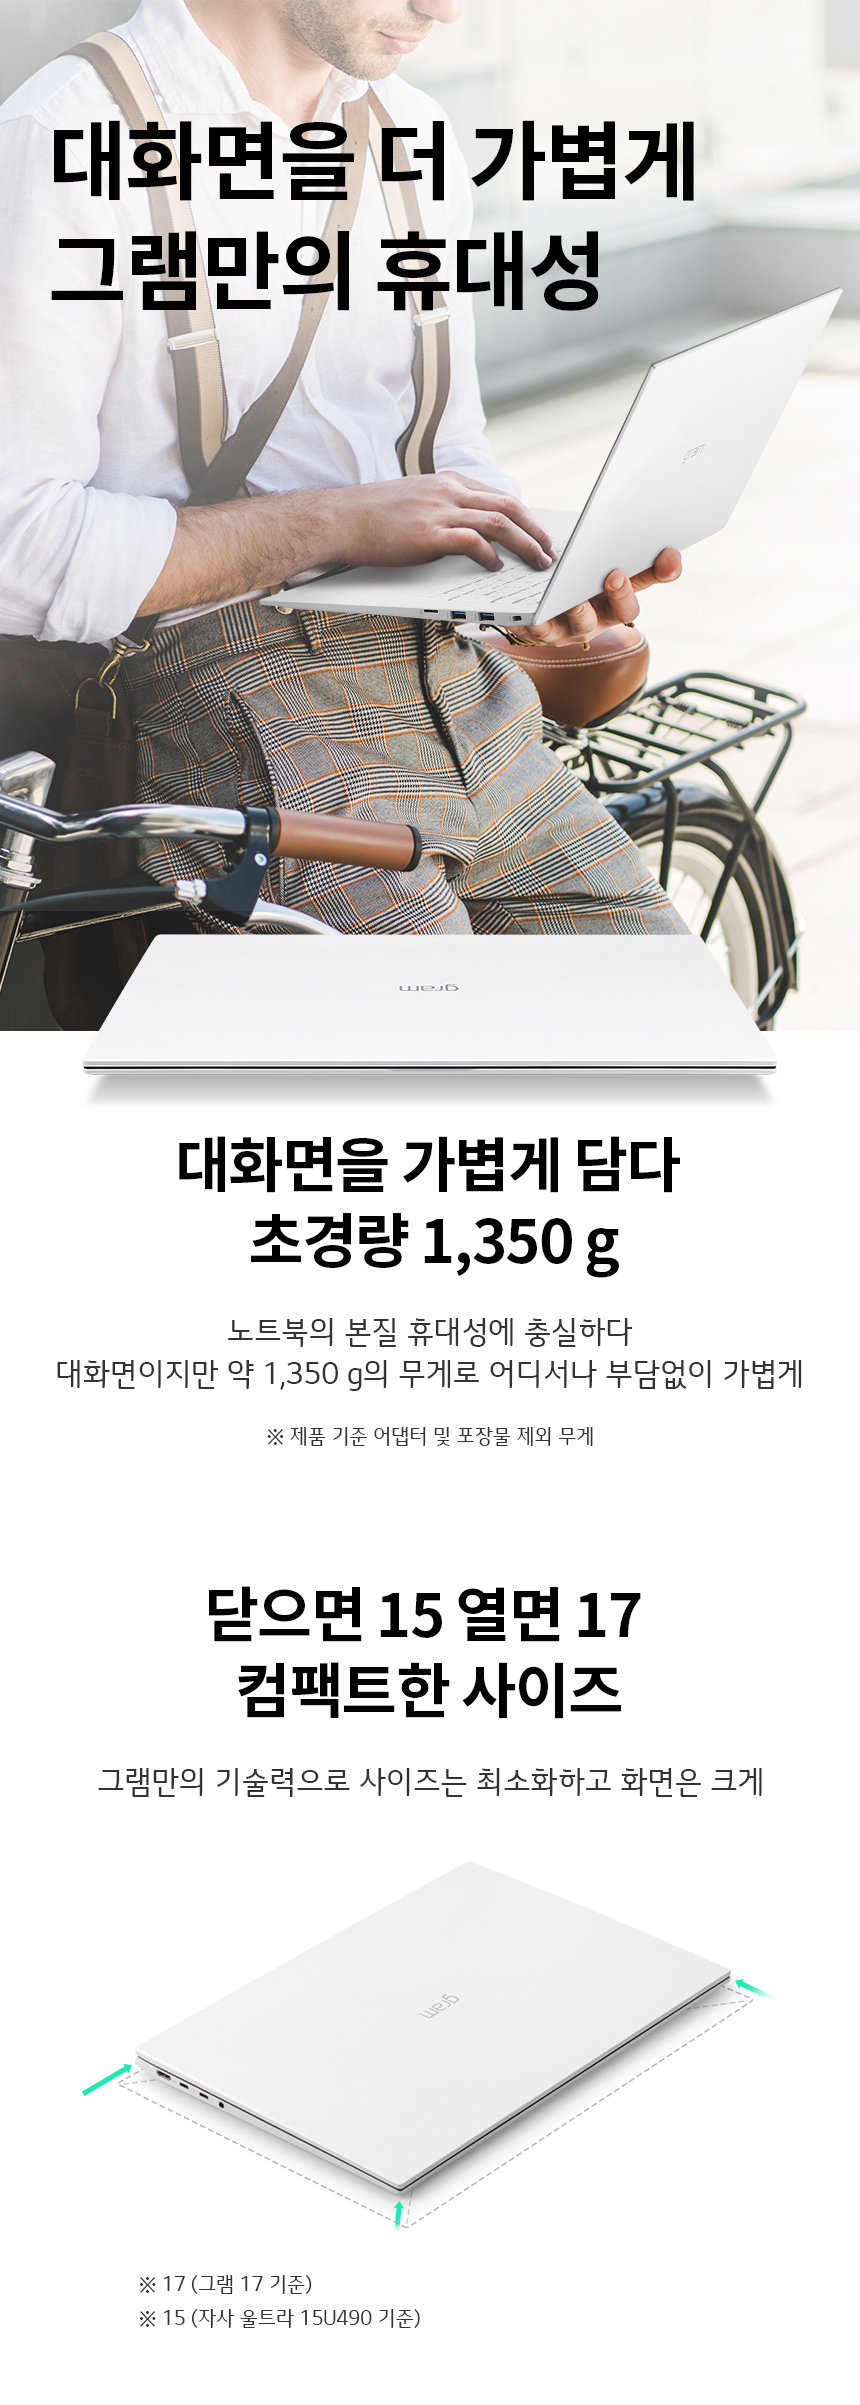 대화면을 더 가볍게
그램만의 휴대성
gram
gram
대화면을 가볍게 담다
초경량 1,350 g
노트북의 본질 휴대성에 충실하다
대화면이지만 약 1,350 g의 무게로 어디서나 부담없이 가볍게
※ 제품 기준 어댑터 및 포장물 제외 무게
닫으면 15 열면 17
컴팩트한 사이즈
그램만의 기술력으로 사이즈는 최소화하고 화면은 크게
gram
※ 17 (그램 17 기준)
※ 15 (자사 울트라 15U490 기준)